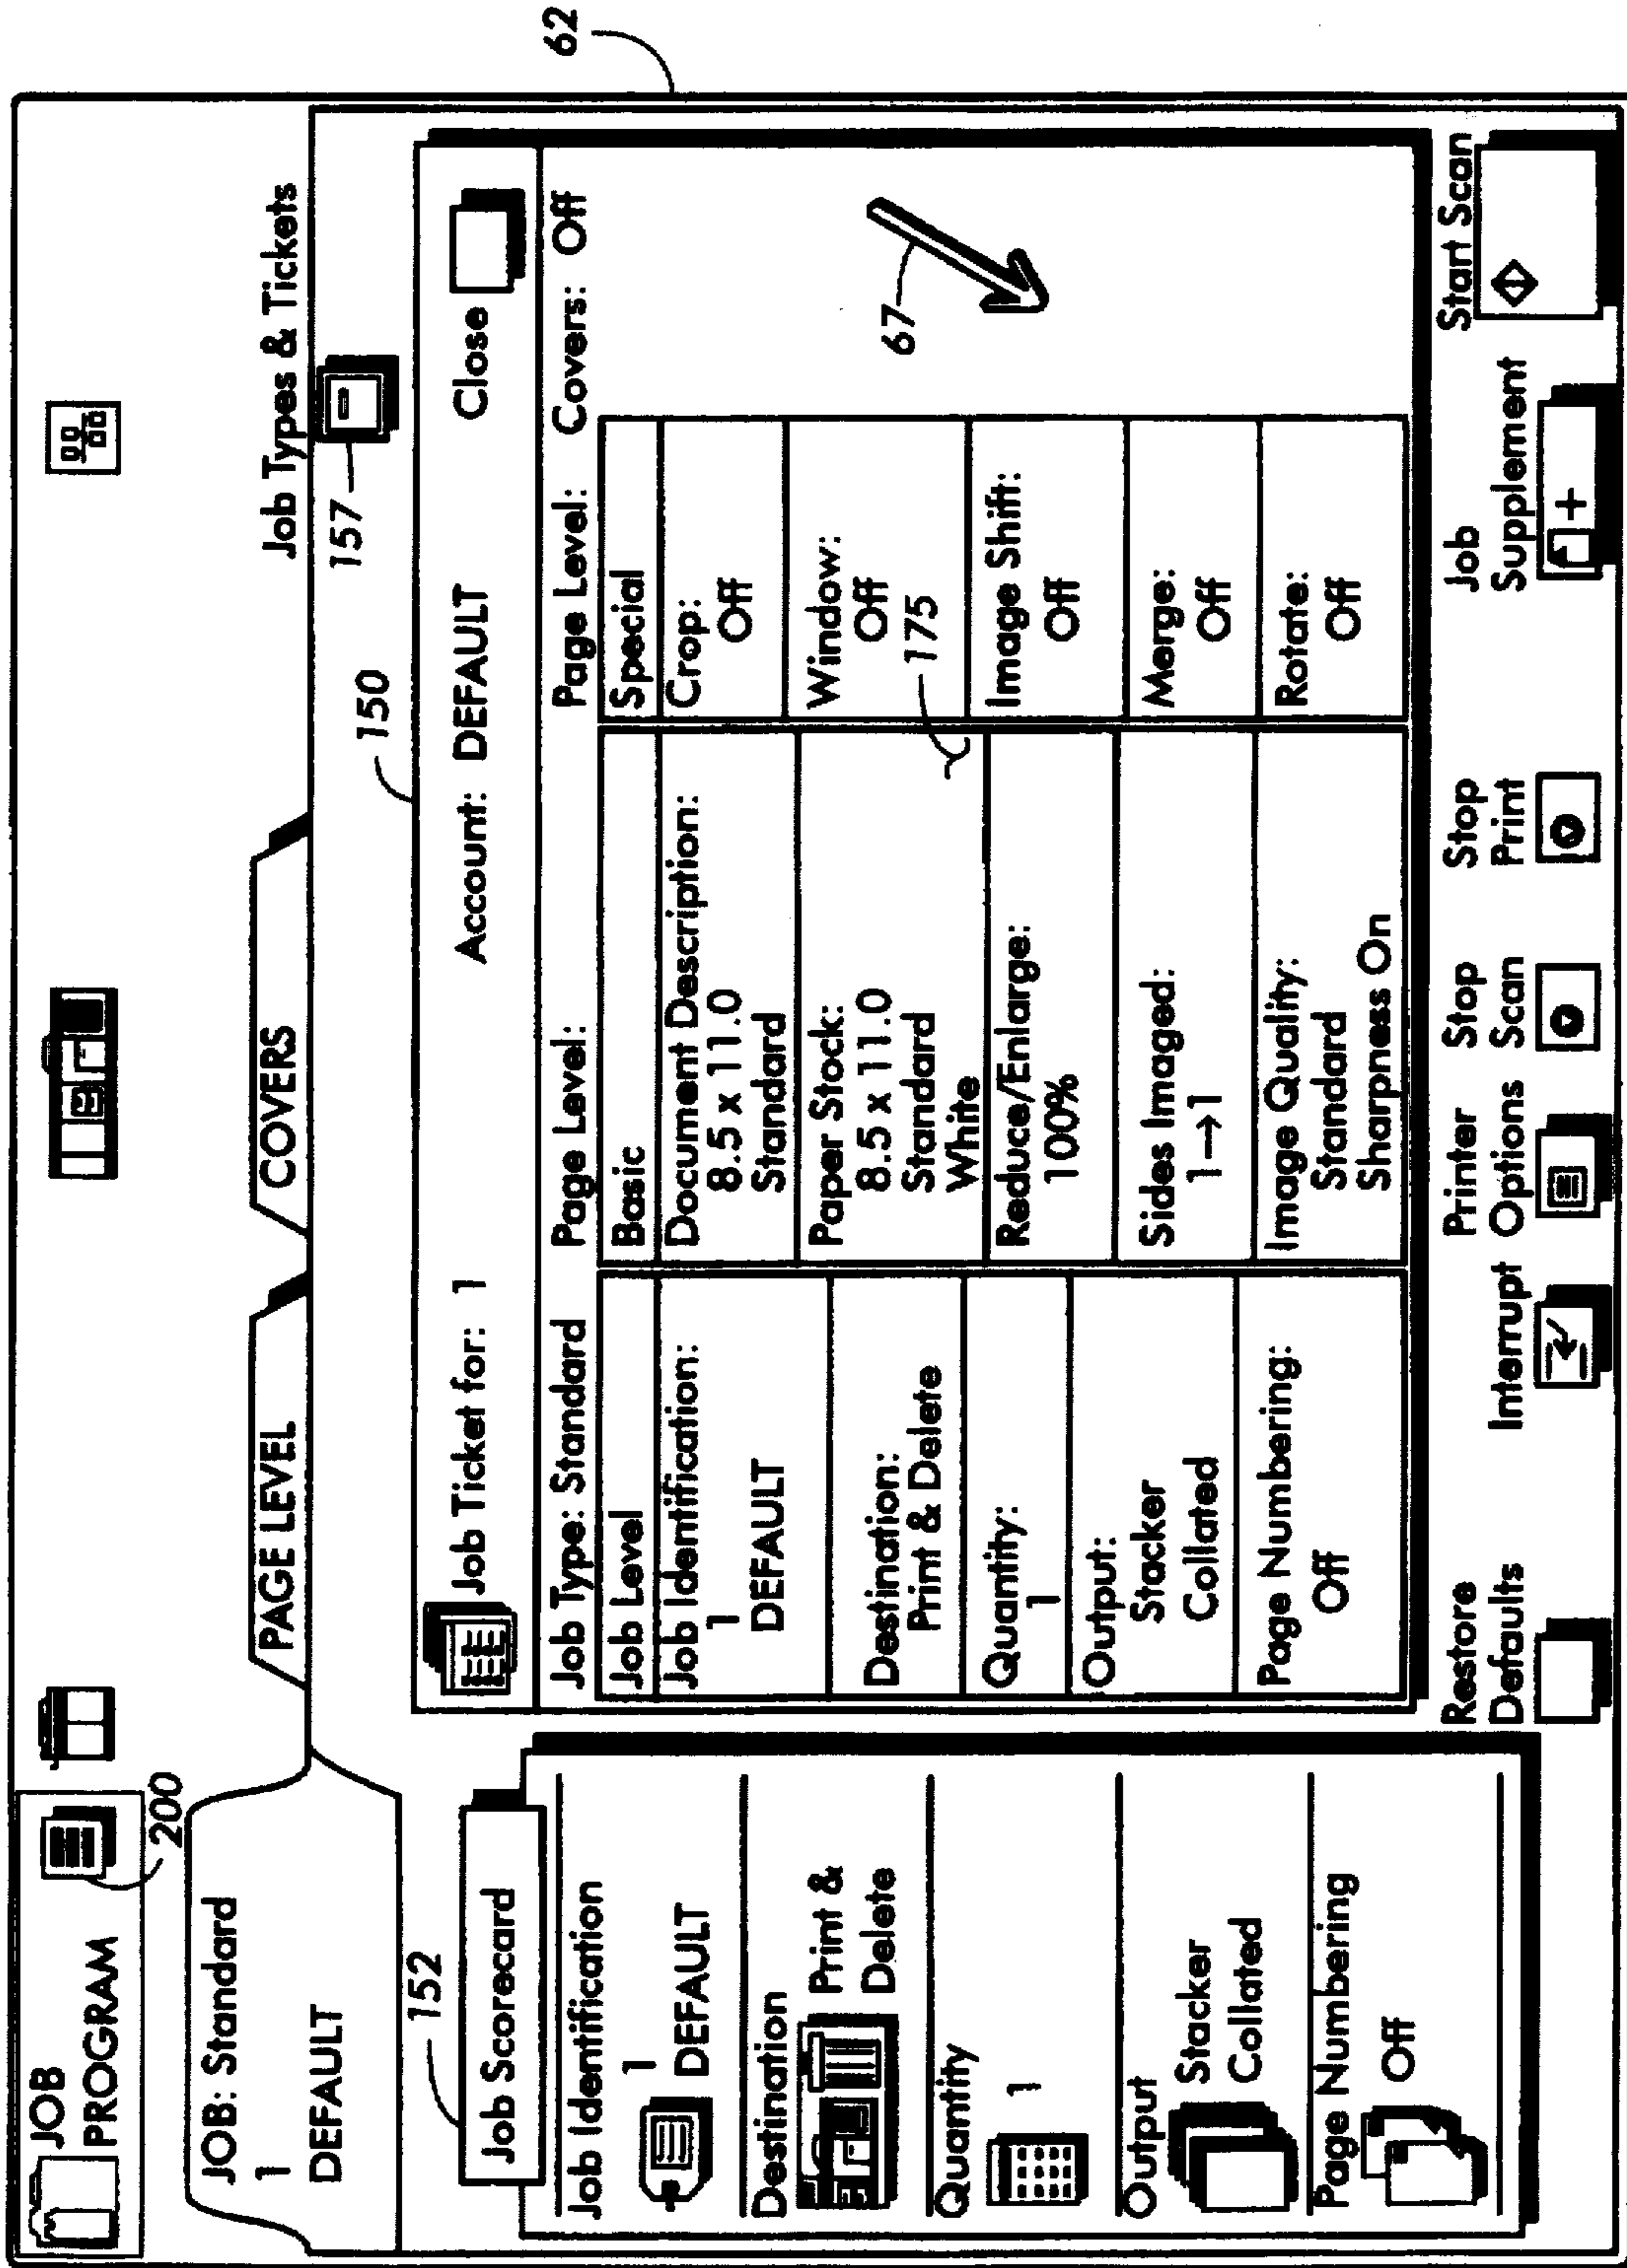 62
JOB
PROGRAM
200
JOB: Standard
1
DEFAULT
PAGE LEVEL
COVERS
Job Types & Tickets
157
152
150
Job Scorecard
Job Identification
1
DEFAULT
Destination
Print &
Delete
Quantity
1
Output
Stacker
Collated
Page Numbering
Off
Job Ticket for: 1
Account: DEFAULT
Close
Job Type: Standard
Page Level:
Page Level:
Covers: Off
Job Level
Job Identification:
1
DEFAULT
Destination:
Print & Delete
Quantity:
1
Output:
Stacker
Collated
Page Numbering:
Off
Basic
Document Description:
8.5 x 11.0
Standard
Paper Stock:
8.5 x 11.0
Standard
White
Reduce/Enlarge:
100%
Sides Imaged:
1→1
Image Quality:
Standard
Sharpness On
Special
Crop:
Off
Window:
Off
175
Image Shift:
Off
Merge:
Off
Rotate:
Off
67
Restore
Defaults
Interrupt
Printer
Options
Stop
Scan
Stop
Print
Job
Supplement
Start Scan